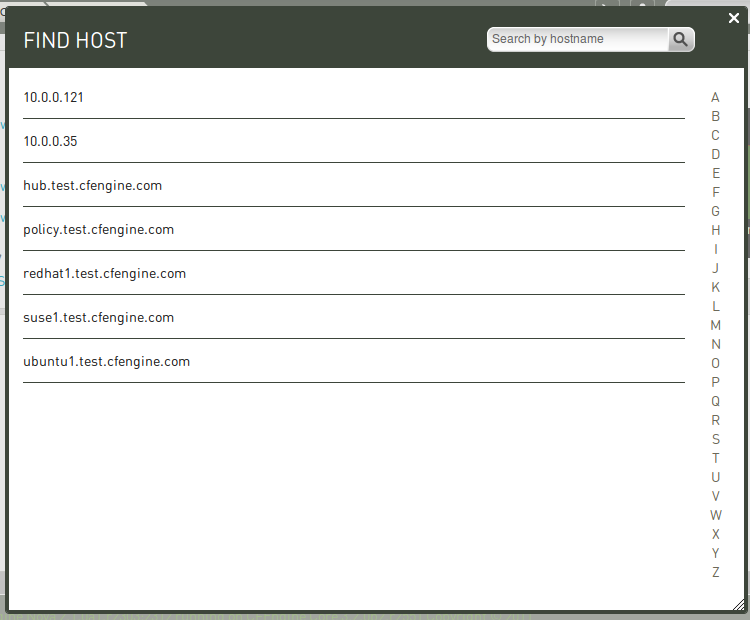 FIND HOST
Search by hostname
10.0.0.121
10.0.0.35
hub.test.cfengine.com
policy.test.cfengine.com
redhat1.test.cfengine.com
suse1.test.cfengine.com
ubuntu1.test.cfengine.com
A
B
C
D
E
F
G
H
I
J
K
L
M
N
O
P
Q
R
S
T
U
V
W
X
Y
Z